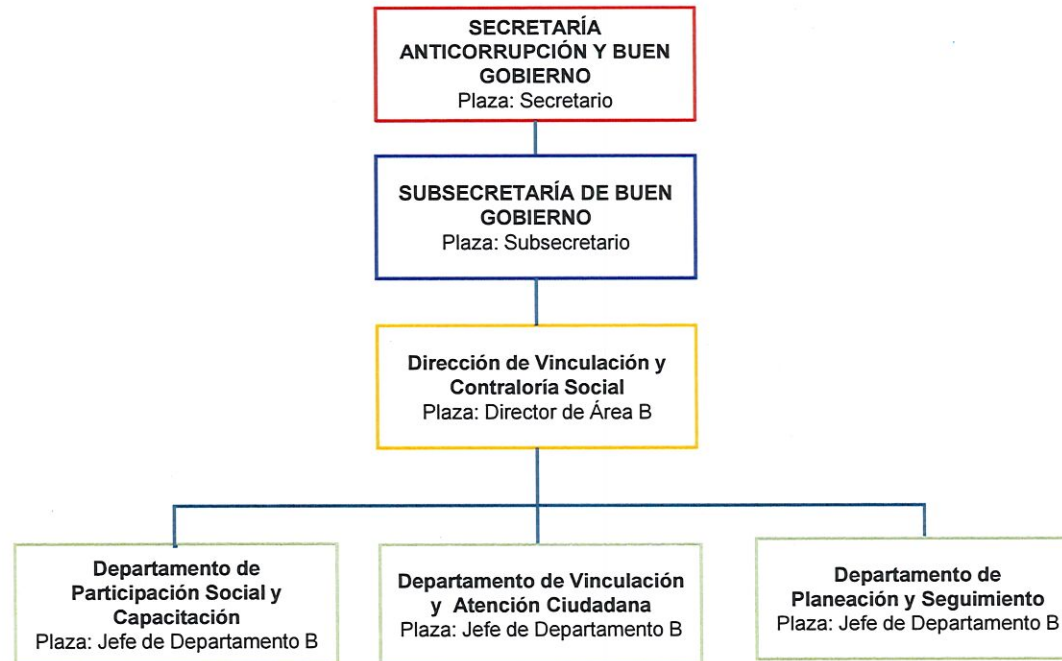 SECRETARÍA
ANTICORRUPCIÓN Y BUEN
GOBIERNO
Plaza: Secretario
SUBSECRETARÍA DE BUEN
GOBIERNO
Plaza: Subsecretario
Dirección de Vinculación y
Contraloría Social
Plaza: Director de Área B
Departamento de
Participación Social y
Capacitación
Plaza: Jefe de Departamento B
Departamento de Vinculación
y Atención Ciudadana
Plaza: Jefe de Departamento B
Departamento de
Planeación y Seguimiento
Plaza: Jefe de Departamento B